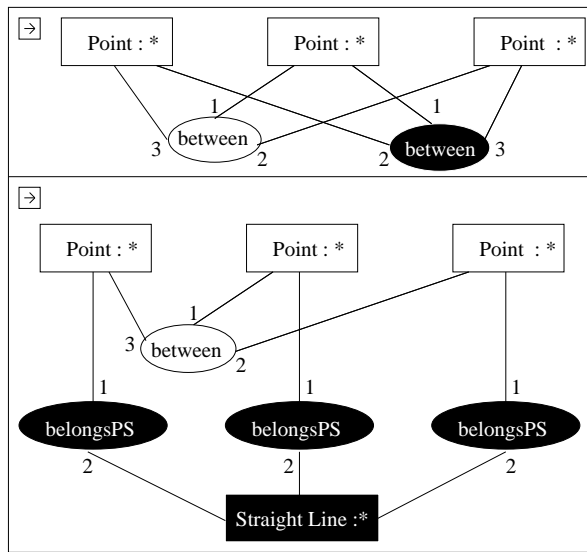 →
Point : * Point : * Point : *
1 1
between between
3 2 2 3
→
Point : * Point : * Point : *
1
3 between 2
1 1 1
belongsPS belongsPS belongsPS
2 2 2
Straight Line :*